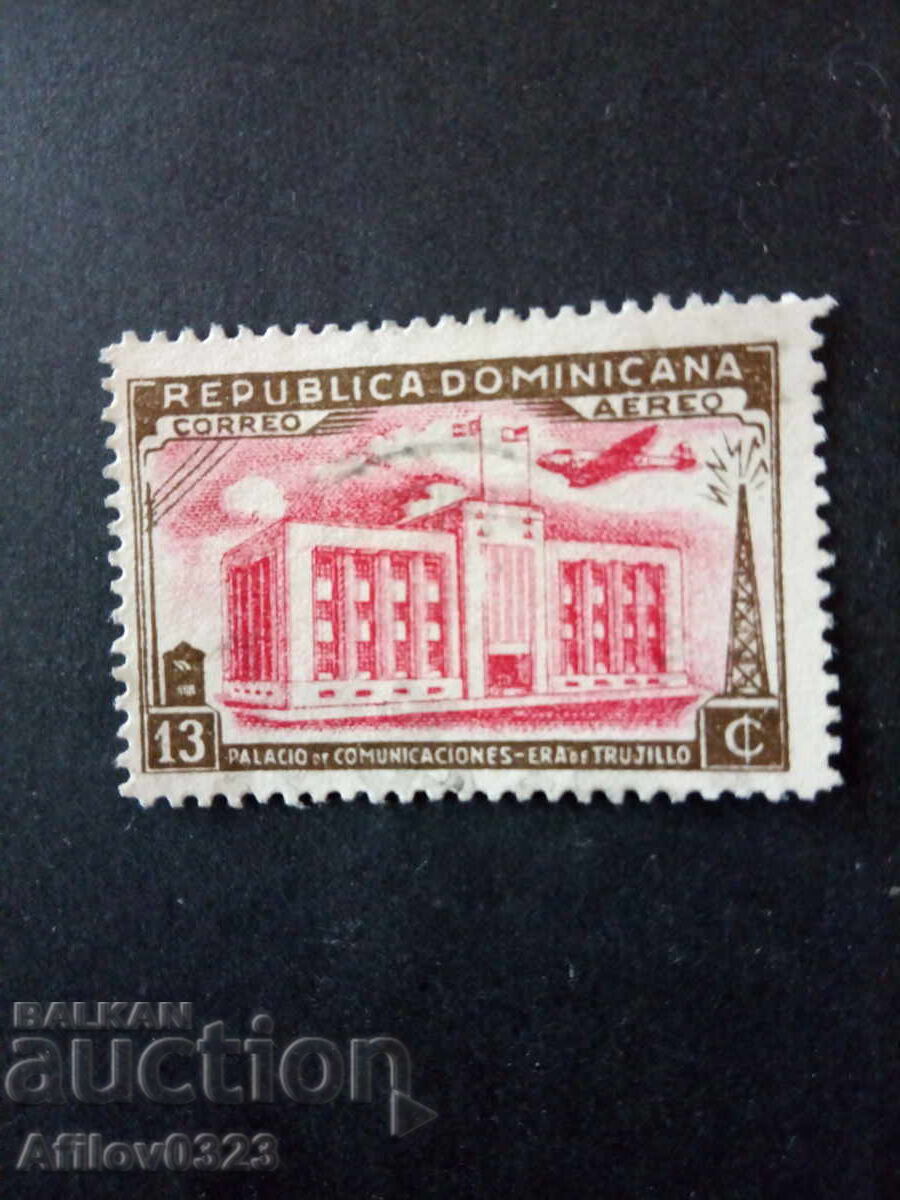 REPUBLICA DOMINICANA
CORREO AEREO
13 PALACIO DE COMUNICACIONES-ERA DE TRUJILLO ₵
BALKAN
auction
Afilov0323